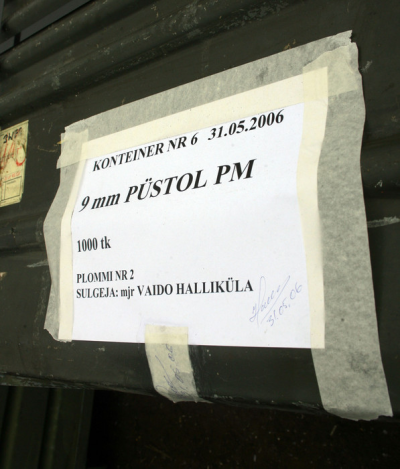 KONTEINER NR 6 31.05.2006
9 mm PÜSTOL PM
1000 tk
PLOMMI NR 2
SULGEJA: mjr VAIDO HALLIKÜLA
31.05.06